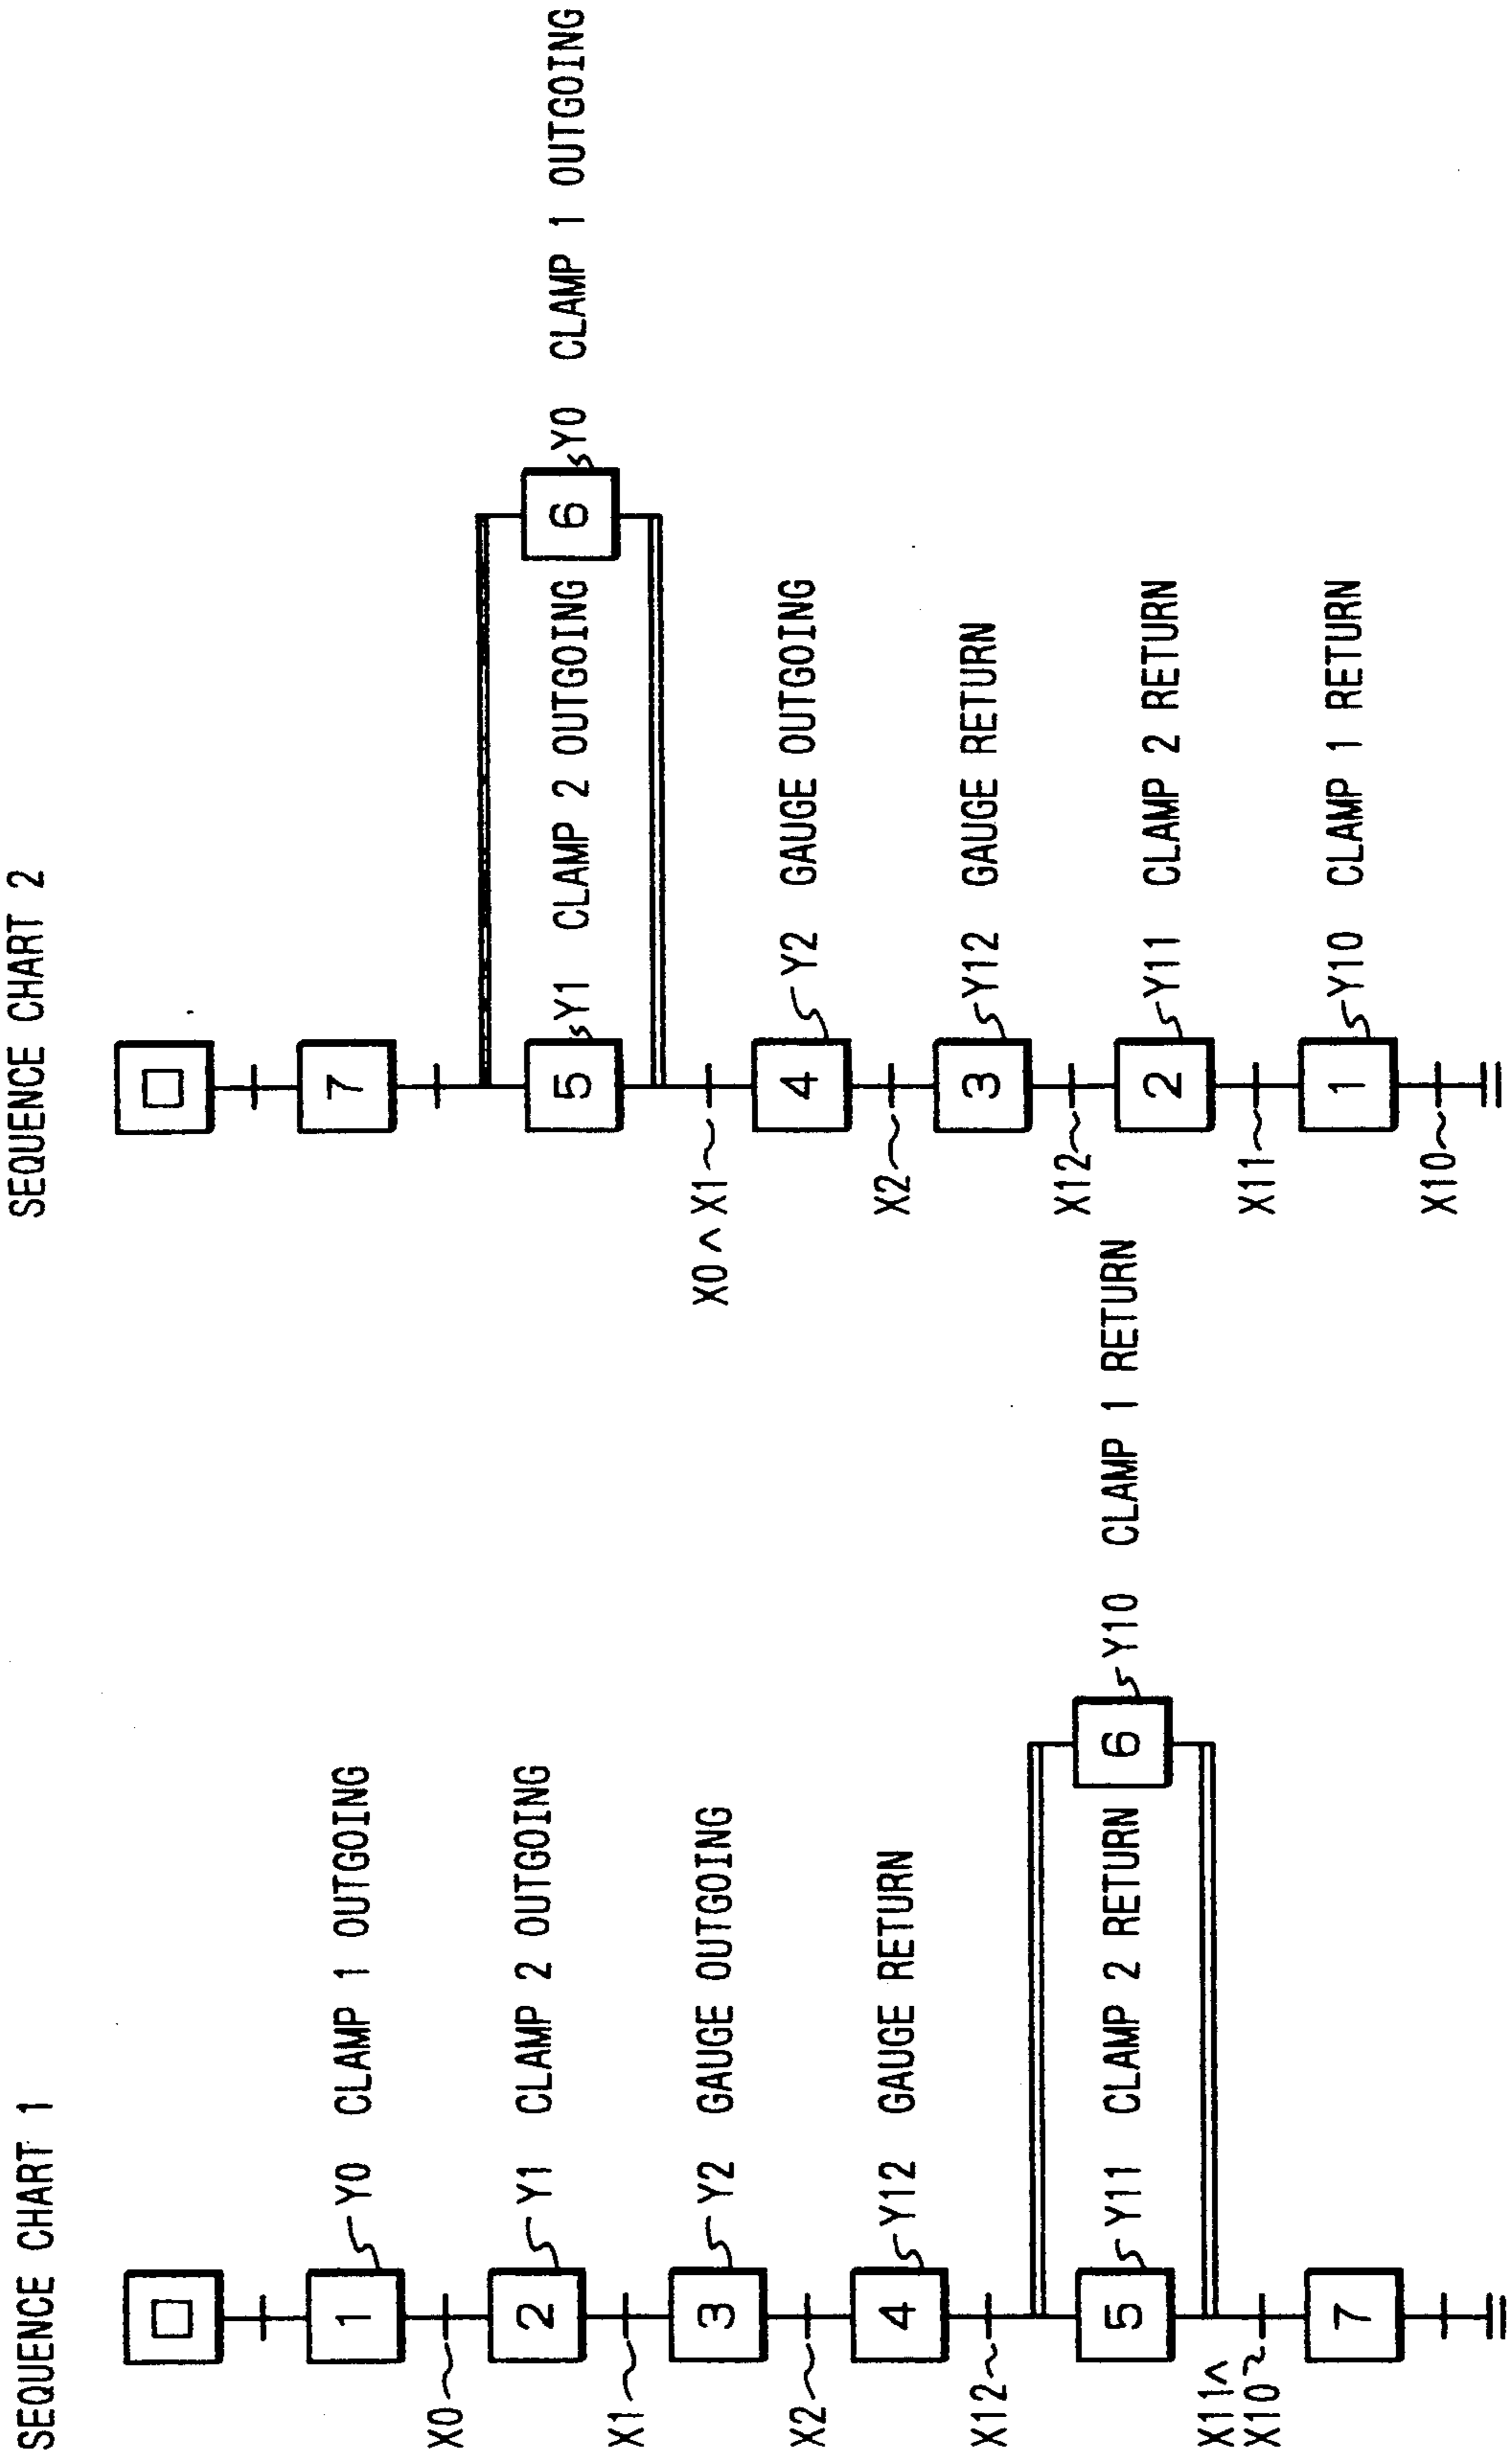 SEQUENCE CHART 1
1
Y0 CLAMP 1 OUTGOING
X0
2
Y1 CLAMP 2 OUTGOING
X1
3
Y2 GAUGE OUTGOING
X2
4
Y12 GAUGE RETURN
X12
5
Y11 CLAMP 2 RETURN
6
Y10 CLAMP 1 RETURN
X11^
X10
7
SEQUENCE CHART 2
7
5
Y1 CLAMP 2 OUTGOING
6
Y0 CLAMP 1 OUTGOING
X0^X1
4
Y2 GAUGE OUTGOING
X2
3
Y12 GAUGE RETURN
X12
2
Y11 CLAMP 2 RETURN
X11
1
Y10 CLAMP 1 RETURN
X10